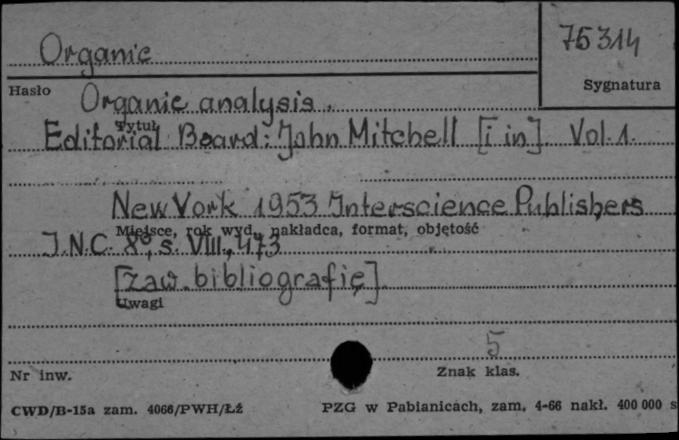 Organic
75314
Hasło
Sygnatura
Organic analysis.
Tytuł
Editorial Board: John Mitchell [i in] Vol. 1.
New York 1953 Interscience Publishers
Miejsce, rok wyd., nakładca, format, objętość
I.N.C. 8°, s. VIII, 473
[zaw. bibliografię]
Uwagi
5
Nr inw.
Znak klas.
CWD/B-15a zam. 4066/PWH/Łź
PZG w Pabianicach, zam. 4-66 nakł. 400 000 s